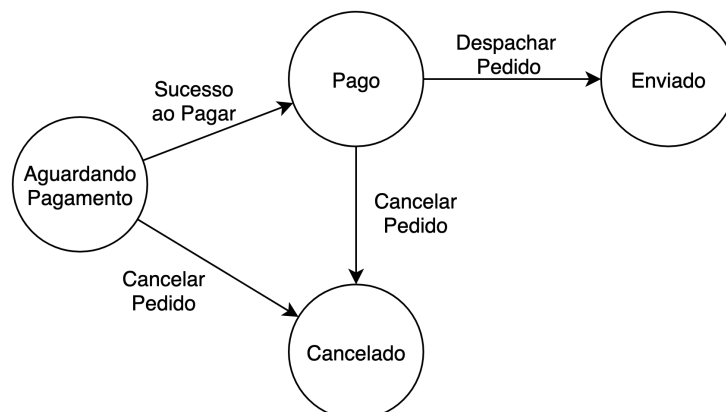 Despachar
Pedido
Sucesso
ao Pagar
Pago
Enviado
Aguardando
Pagamento
Cancelar
Pedido
Cancelar
Pedido
Cancelado